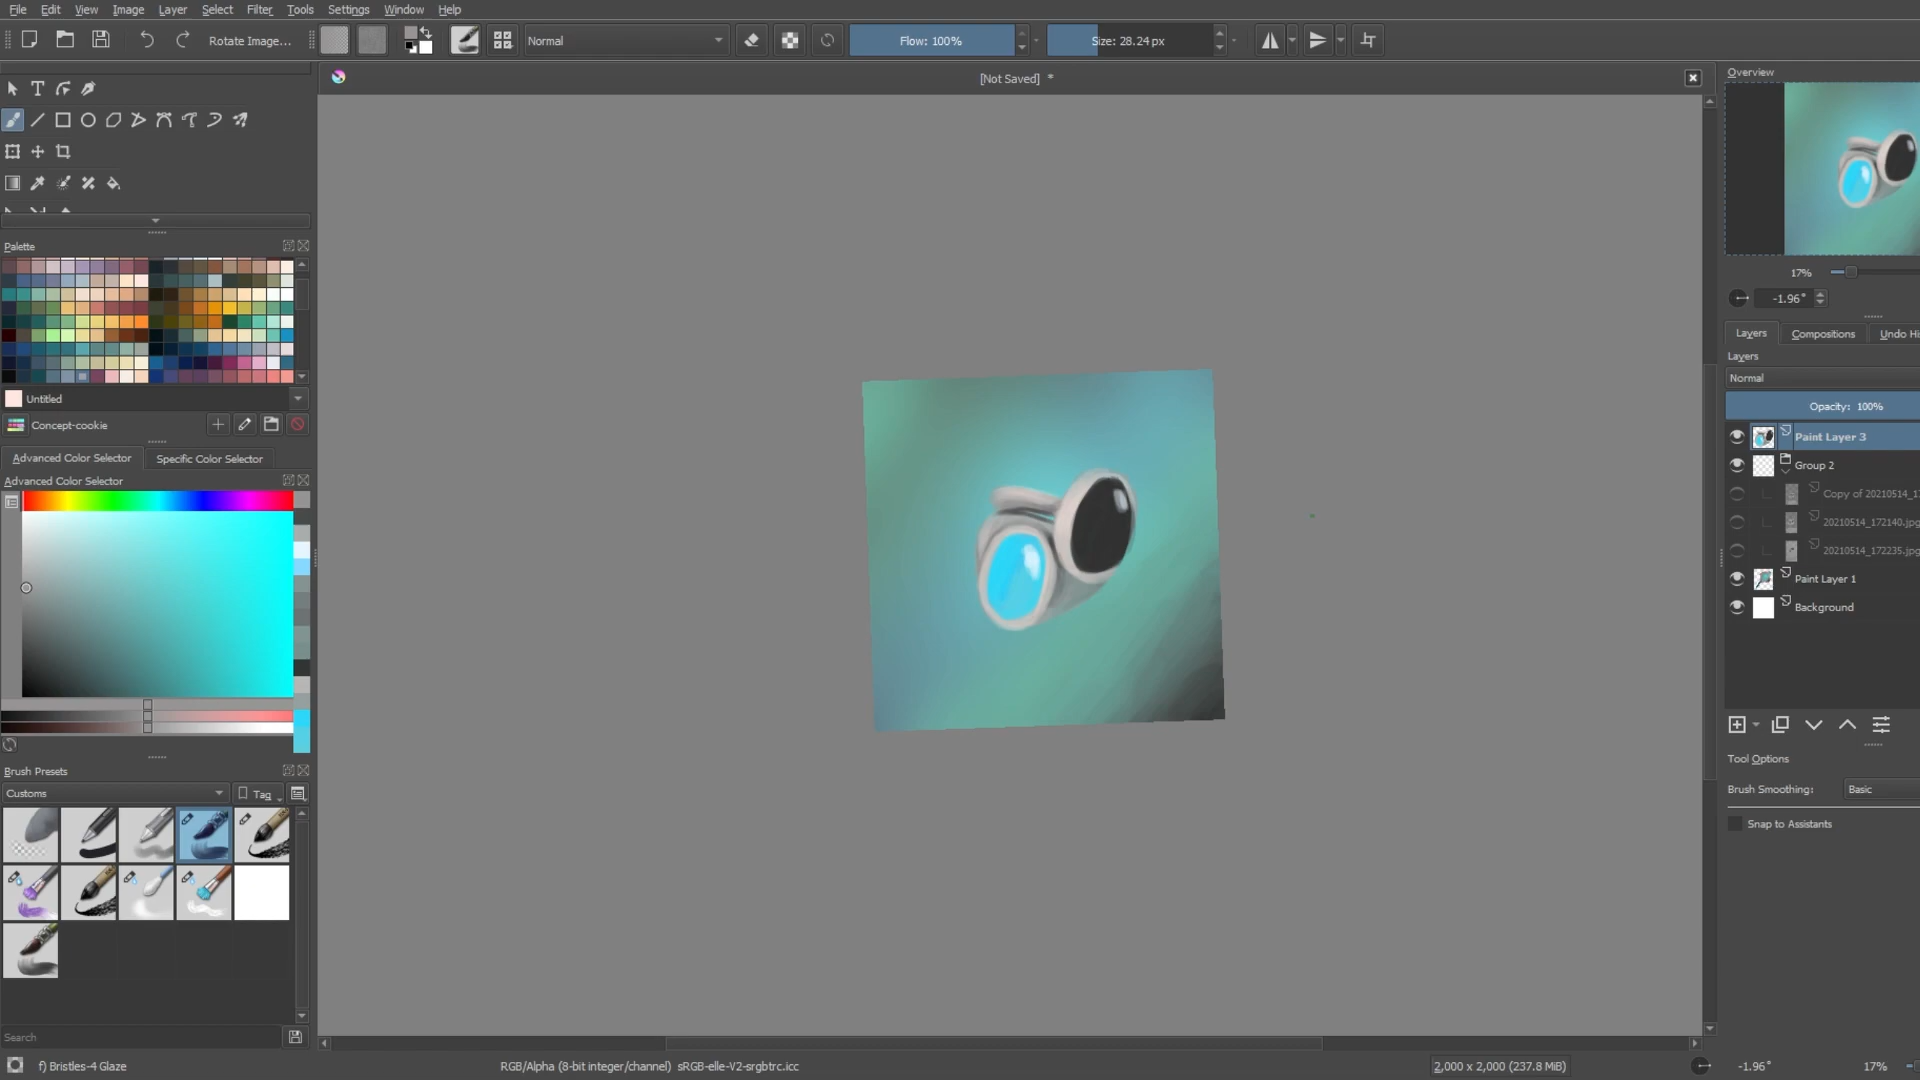 File Edit View Image Layer Select Filter Tools Settings Window Help
Rotate Image... Normal Flow: 100% Size: 28.24 px
[Not Saved] *
Overview
17%
-1.96°
Palette
Untitled
Concept-cookie
Advanced Color Selector Specific Color Selector
Advanced Color Selector
Brush Presets
Customs Tag
Search
f) Bristles-4 Glaze
Layers Compositions Undo Hi
Layers
Normal
Opacity: 100%
Paint Layer 3
Group 2
Copy of 20210514_1
20210514_172140.jpg
20210514_172235.jpg
Paint Layer 1
Background
Tool Options
Brush Smoothing: Basic
Snap to Assistants
RGB/Alpha (8-bit integer/channel) sRGB-elle-V2-srgbtrc.icc
2,000 x 2,000 (237.8 MiB)
-1.96°
17%